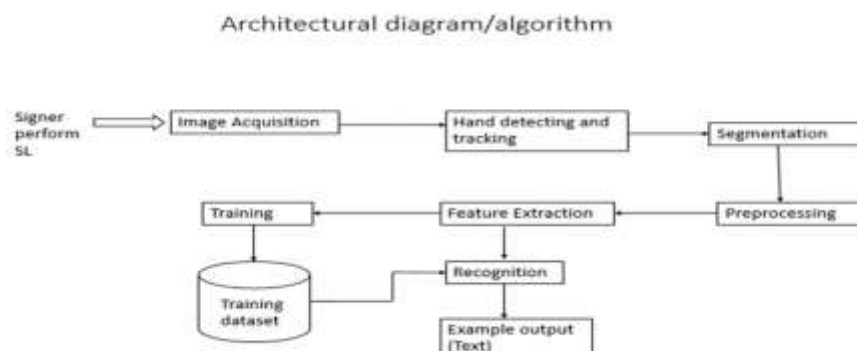 Architectural diagram/algorithm
Signer
perform
SL
Image Acquisition
Hand detecting and
tracking
Segmentation
Training
Feature Extraction
Preprocessing
Training
dataset
Recognition
Example output
(Text)